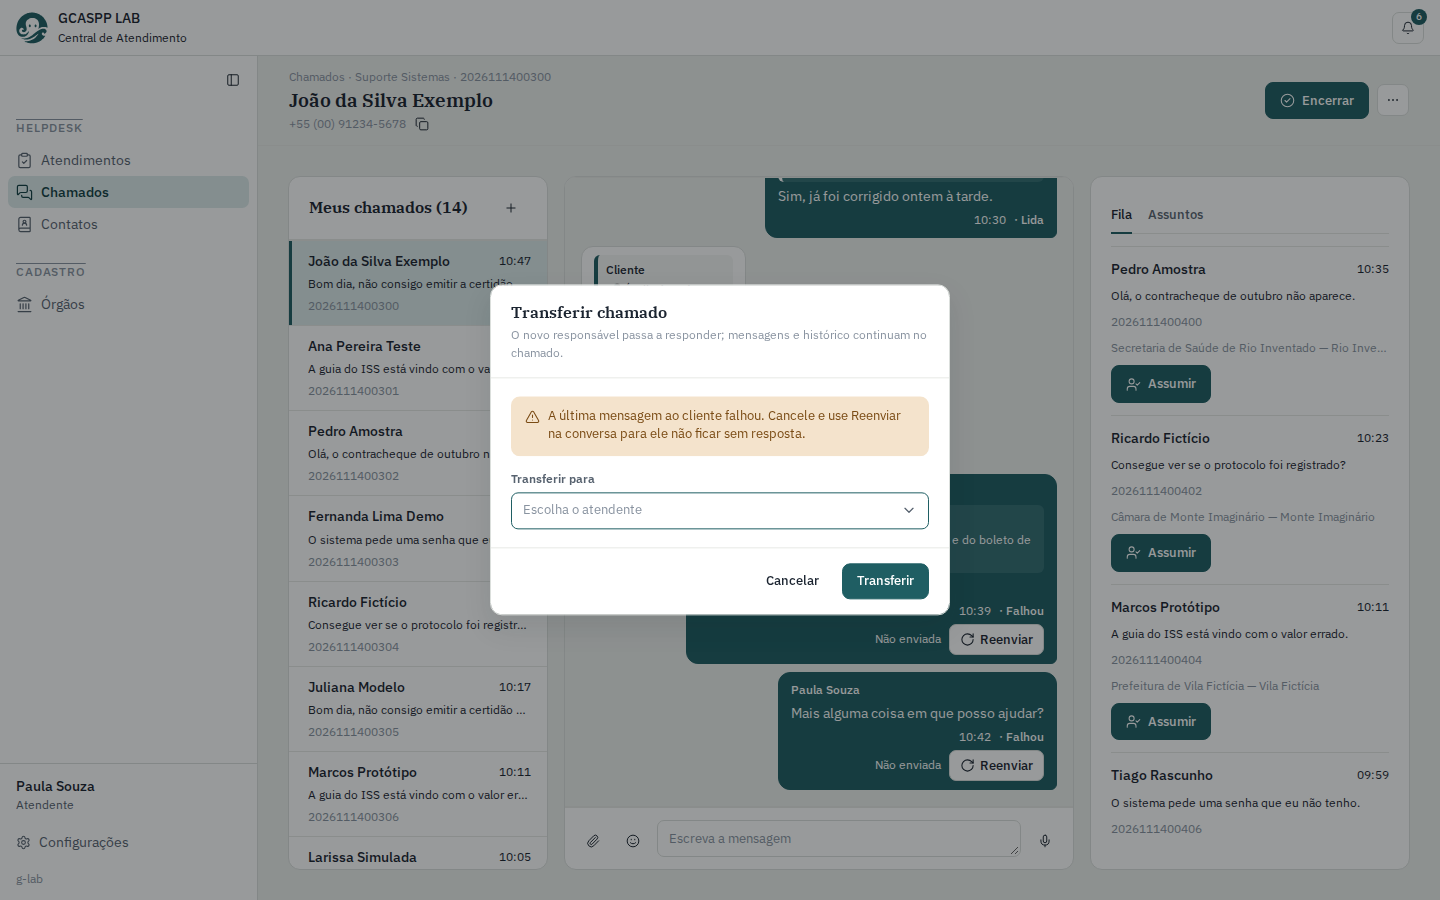 GCASPP LAB
Central de Atendimento
6
HELPDESK
Atendimentos
Chamados
Contatos
CADASTRO
Órgãos
Paula Souza
Atendente
Configurações
g-lab
Chamados · Suporte Sistemas · 2026111400300
João da Silva Exemplo
+55 (00) 91234-5678
Encerrar
Meus chamados (14)
João da Silva Exemplo 10:47
Bom dia, não consigo emitir a certidão
2026111400300
Ana Pereira Teste
A guia do ISS está vindo com o va
2026111400301
Pedro Amostra
Olá, o contracheque de outubro n
2026111400302
Fernanda Lima Demo
O sistema pede uma senha que e
2026111400303
Ricardo Fictício
Consegue ver se o protocolo foi registr...
2026111400304
Juliana Modelo 10:17
Bom dia, não consigo emitir a certidão ...
2026111400305
Marcos Protótipo 10:11
A guia do ISS está vindo com o valor er...
2026111400306
Larissa Simulada 10:05
Sim, já foi corrigido ontem à tarde.
10:30 · Lida
Cliente
e do boleto de
10:39 · Falhou
Não enviada Reenviar
Paula Souza
Mais alguma coisa em que posso ajudar?
10:42 · Falhou
Não enviada Reenviar
Escreva a mensagem
Transferir chamado
O novo responsável passa a responder; mensagens e histórico continuam no
chamado.
A última mensagem ao cliente falhou. Cancele e use Reenviar
na conversa para ele não ficar sem resposta.
Transferir para
Escolha o atendente
Cancelar Transferir
Fila Assuntos
Pedro Amostra 10:35
Olá, o contracheque de outubro não aparece.
2026111400400
Secretaria de Saúde de Rio Inventado — Rio Inve...
Assumir
Ricardo Fictício 10:23
Consegue ver se o protocolo foi registrado?
2026111400402
Câmara de Monte Imaginário — Monte Imaginário
Assumir
Marcos Protótipo 10:11
A guia do ISS está vindo com o valor errado.
2026111400404
Prefeitura de Vila Fictícia — Vila Fictícia
Assumir
Tiago Rascunho 09:59
O sistema pede uma senha que eu não tenho.
2026111400406